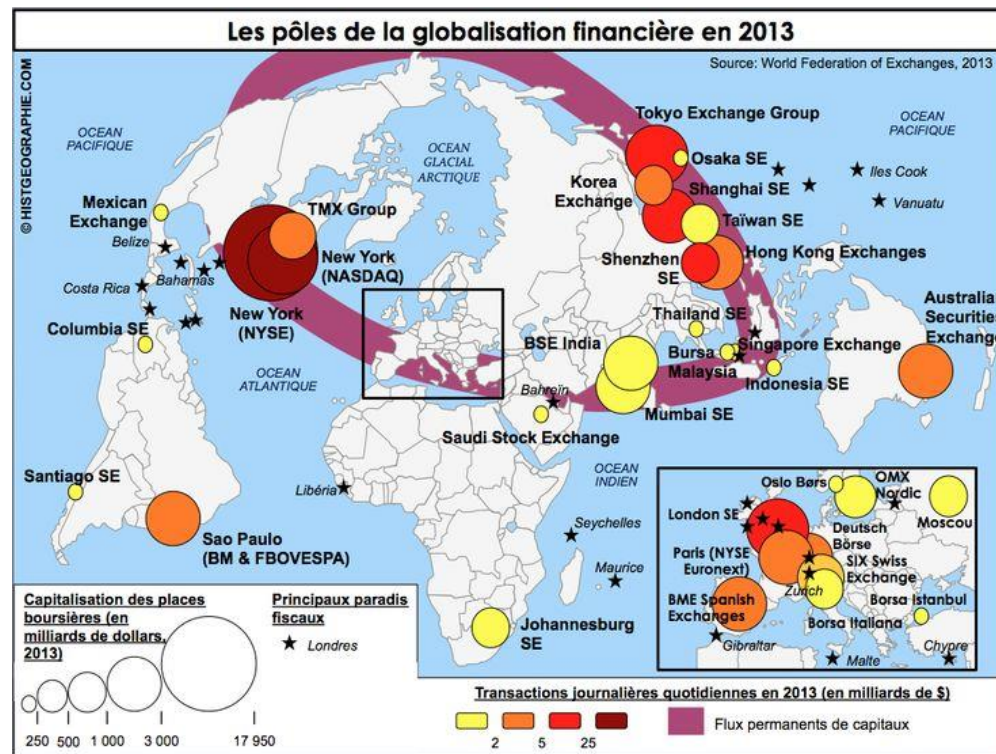 Les pôles de la globalisation financière en 2013
© HISTGEOGRAPHIE.COM
Source: World Federation of Exchanges, 2013
OCEAN
PACIFIQUE
OCEAN
GLACIAL
ARCTIQUE
OCEAN
PACIFIQUE
Tokyo Exchange Group
Osaka SE
Iles Cook
Korea
Exchange
Shanghai SE
Vanuatu
Mexican
Exchange
TMX Group
Taïwan SE
Belize
New York
(NASDAQ)
Shenzhen
SE
Hong Kong Exchanges
Bahamas
Costa Rica
New York
(NYSE)
Thailand SE
Australian
Securities
Exchange
Columbia SE
BSE India
Bursa
Malaysia
Singapore Exchange
OCEAN
ATLANTIQUE
Bahreïn
Indonesia SE
Mumbai SE
Saudi Stock Exchange
Santiago SE
Libéria
OCEAN
INDIEN
Sao Paulo
(BM & FBOVESPA)
Seychelles
Maurice
Johannesburg
SE
Oslo Børs
OMX
Nordic
London SE
Moscou
Deutsch
Börse
Paris (NYSE
Euronext)
SIX Swiss
Exchange
BME Spanish
Exchanges
Zurich
Borsa Istanbul
Borsa Italiana
Gibraltar
Malte
Chypre
Capitalisation des places
boursières (en
milliards de dollars,
2013)
250 500 1 000 3 000 17 950
Principaux paradis
fiscaux
Londres
Transactions journalières quotidiennes en 2013 (en milliards de $)
2 5 25
Flux permanents de capitaux